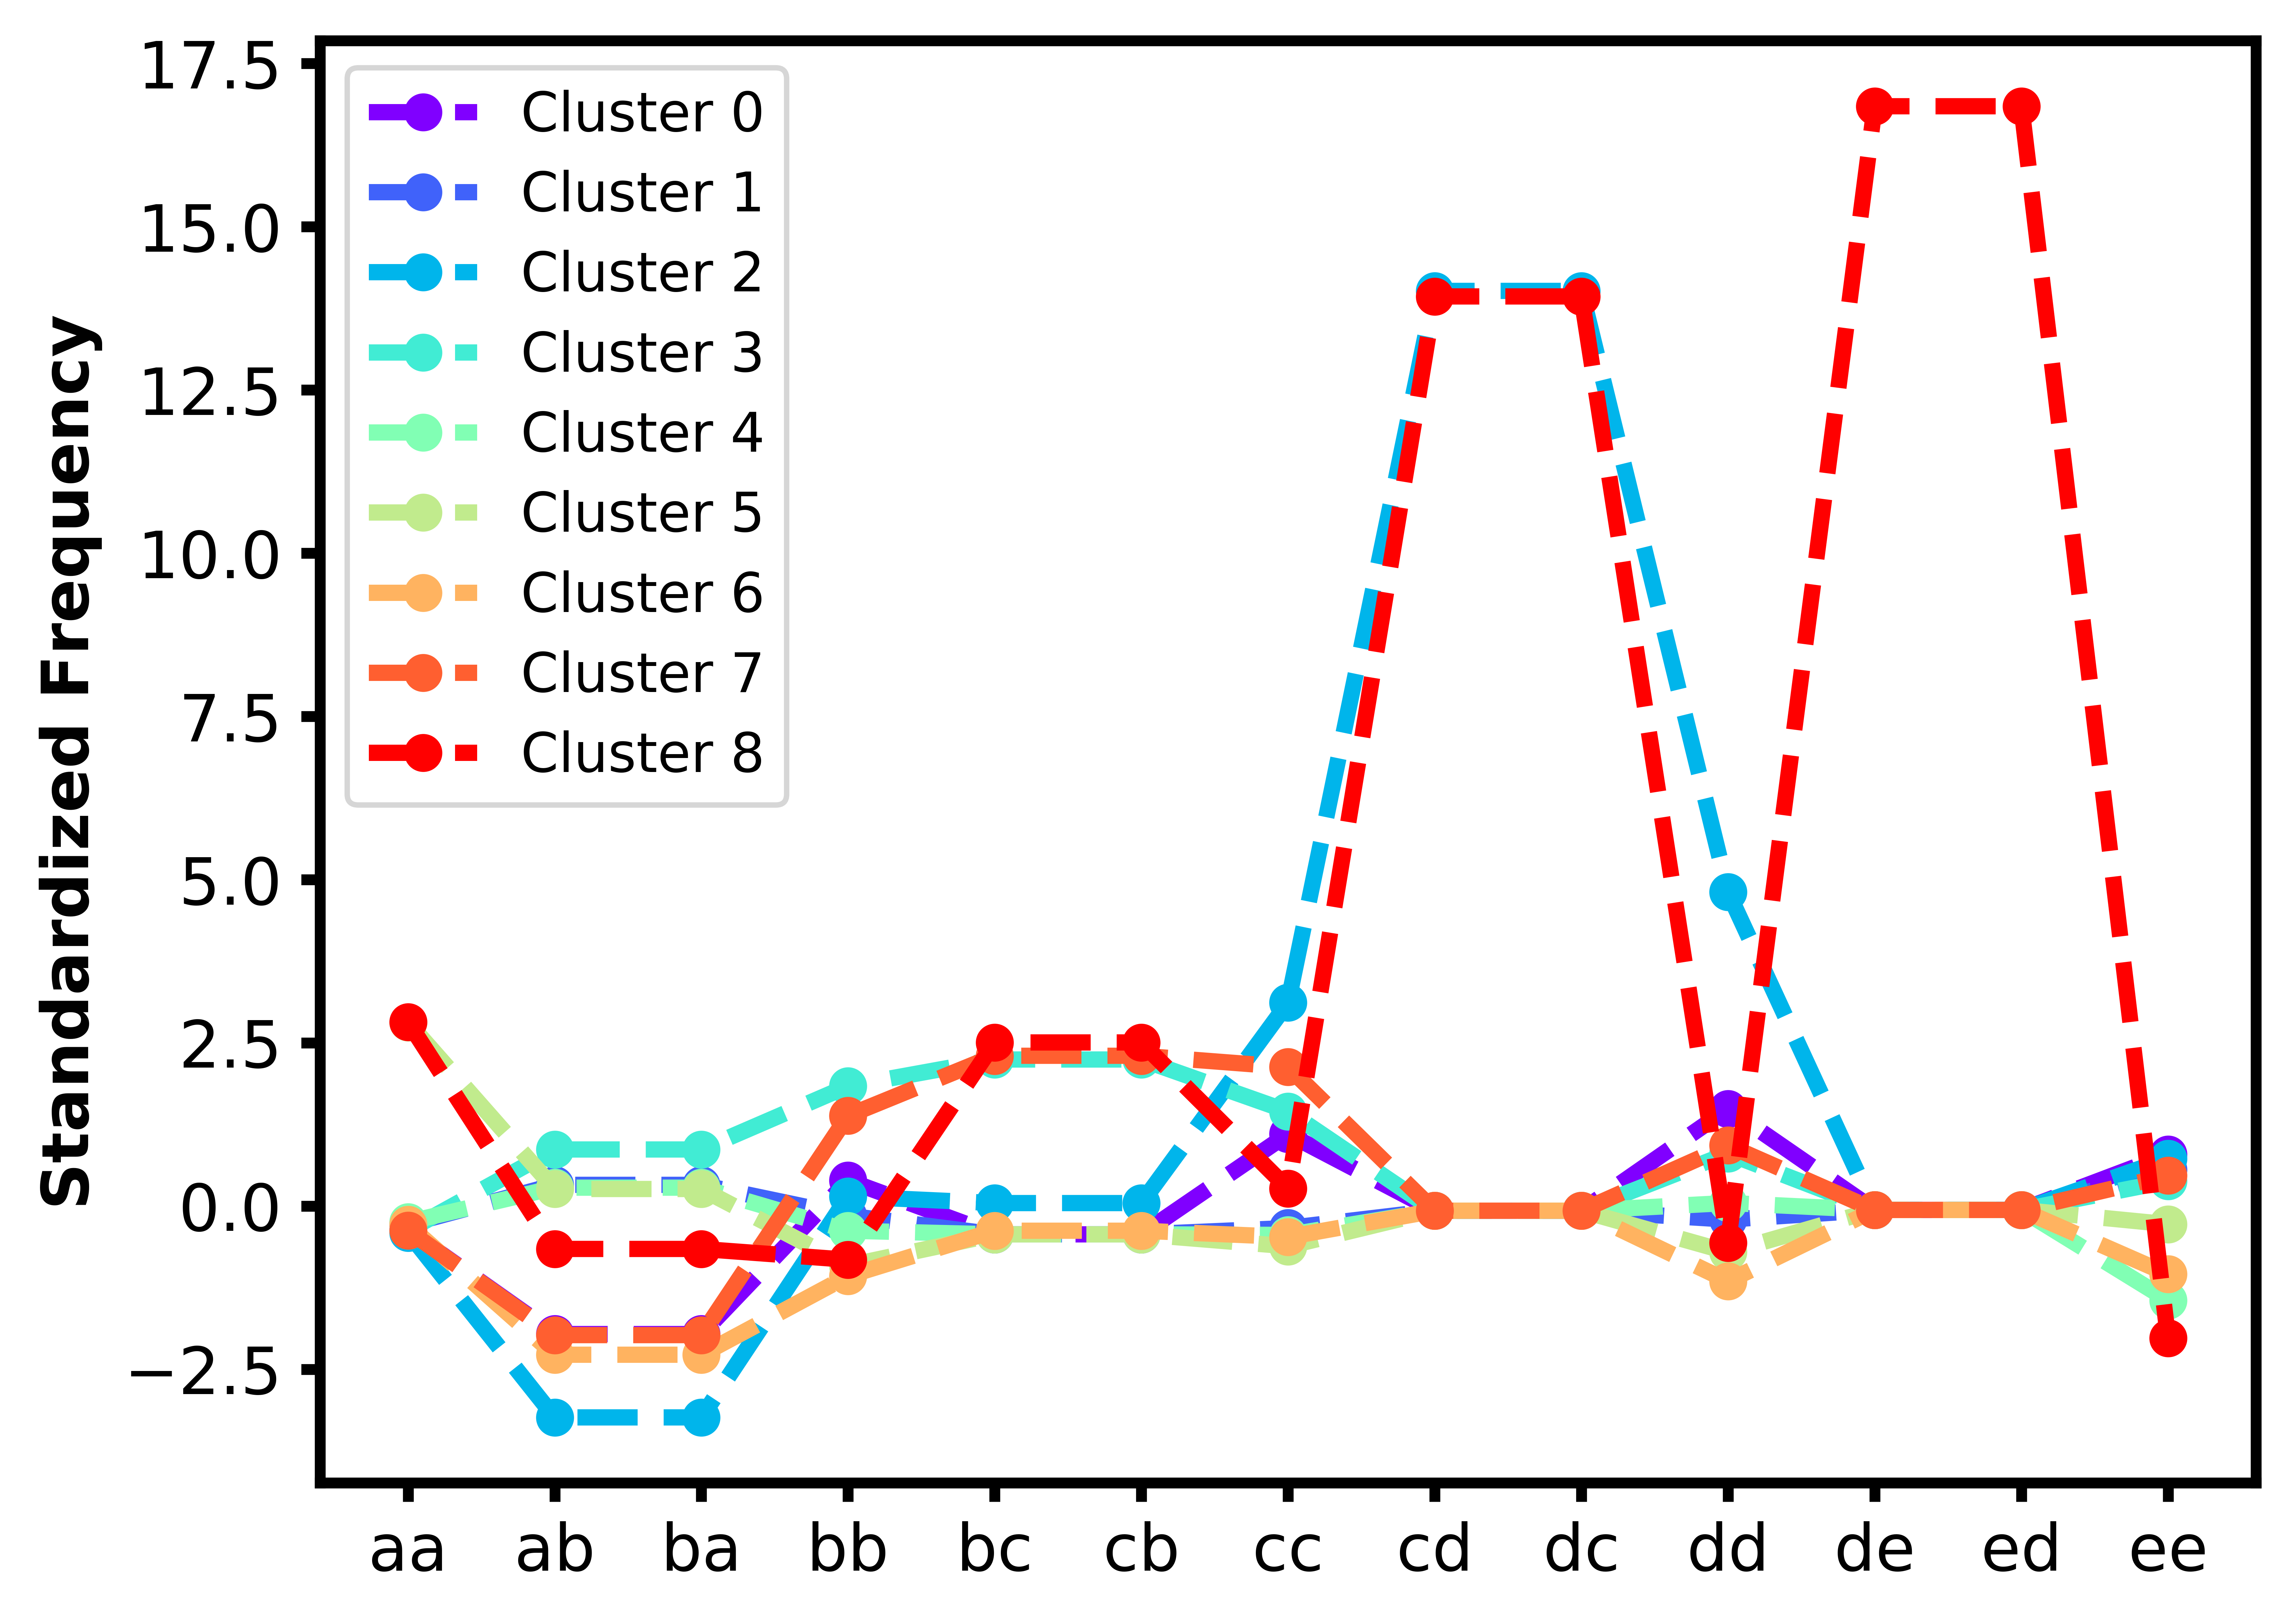 Standardized Frequency
17.5
15.0
12.5
10.0
7.5
5.0
2.5
0.0
−2.5
Cluster 0
Cluster 1
Cluster 2
Cluster 3
Cluster 4
Cluster 5
Cluster 6
Cluster 7
Cluster 8
aa ab ba bb bc cb cc cd dc dd de ed ee